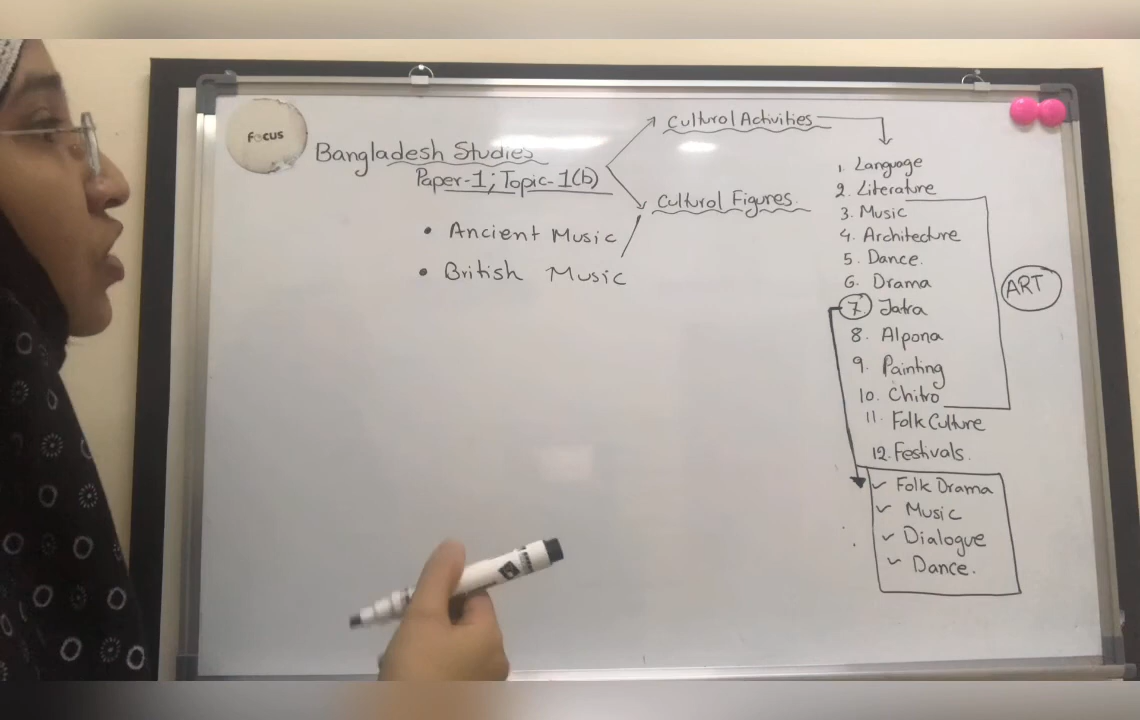 Focus
Bangladesh Studies
Paper-1; Topic-1(b)
Cultural Activities
Cultural Figures.
• Ancient Music
• British Music
1. Language
2. Literature
3. Music
4. Architecture
5. Dance.
6. Drama
7. Jatra
8. Alpona
9. Painting
10. Chitro
11. Folk Culture
12. Festivals.
ART
✓ Folk Drama
✓ Music
✓ Dialogue
✓ Dance.